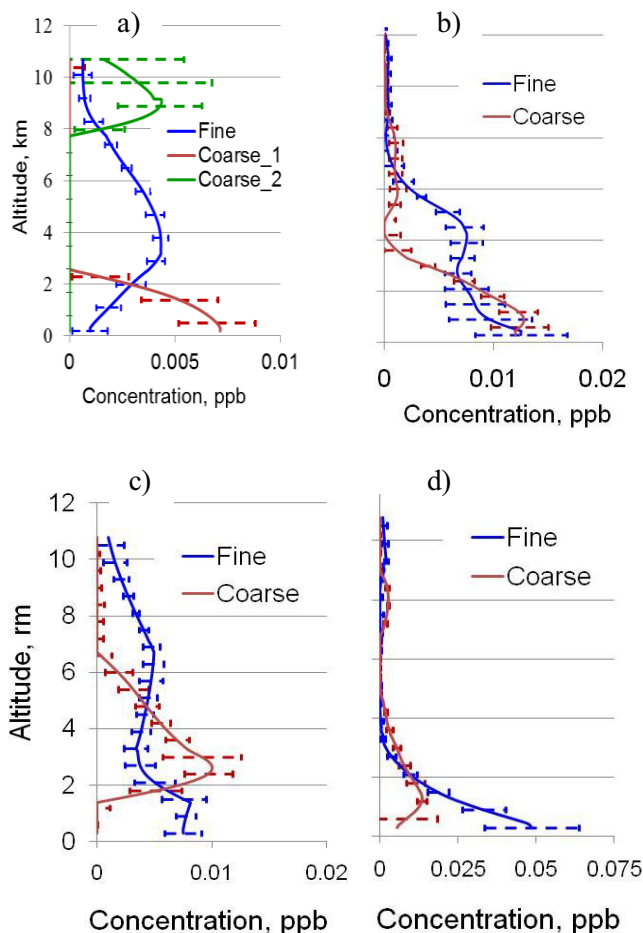 a)
12
10
8
6
4
2
0
Altitude, km
Fine
Coarse_1
Coarse_2
0
0.005
0.01
Concentration, ppb
b)
Fine
Coarse
0
0.01
0.02
Concentration, ppb
c)
12
10
8
6
4
2
0
Altitude, rm
Fine
Coarse
0
0.01
0.02
Concentration, ppb
d)
Fine
Coarse
0
0.025
0.05
0.075
Concentration, ppb